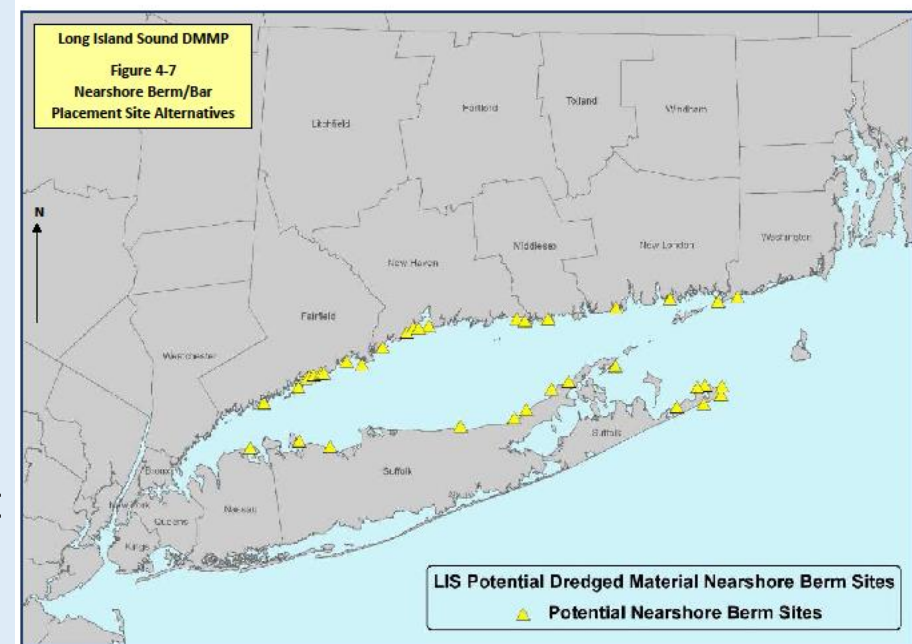 Long Island Sound DMMP
Figure 4-7
Nearshore Berm/Bar
Placement Site Alternatives
Litchfield
Hartford
Tolland
Windham
N
Middlesex
New London
Washington
New Haven
Fairfield
Westchester
Suffolk
Bronx
Suffolk
New York
Nassau
Queens
Kings
LIS Potential Dredged Material Nearshore Berm Sites
Potential Nearshore Berm Sites